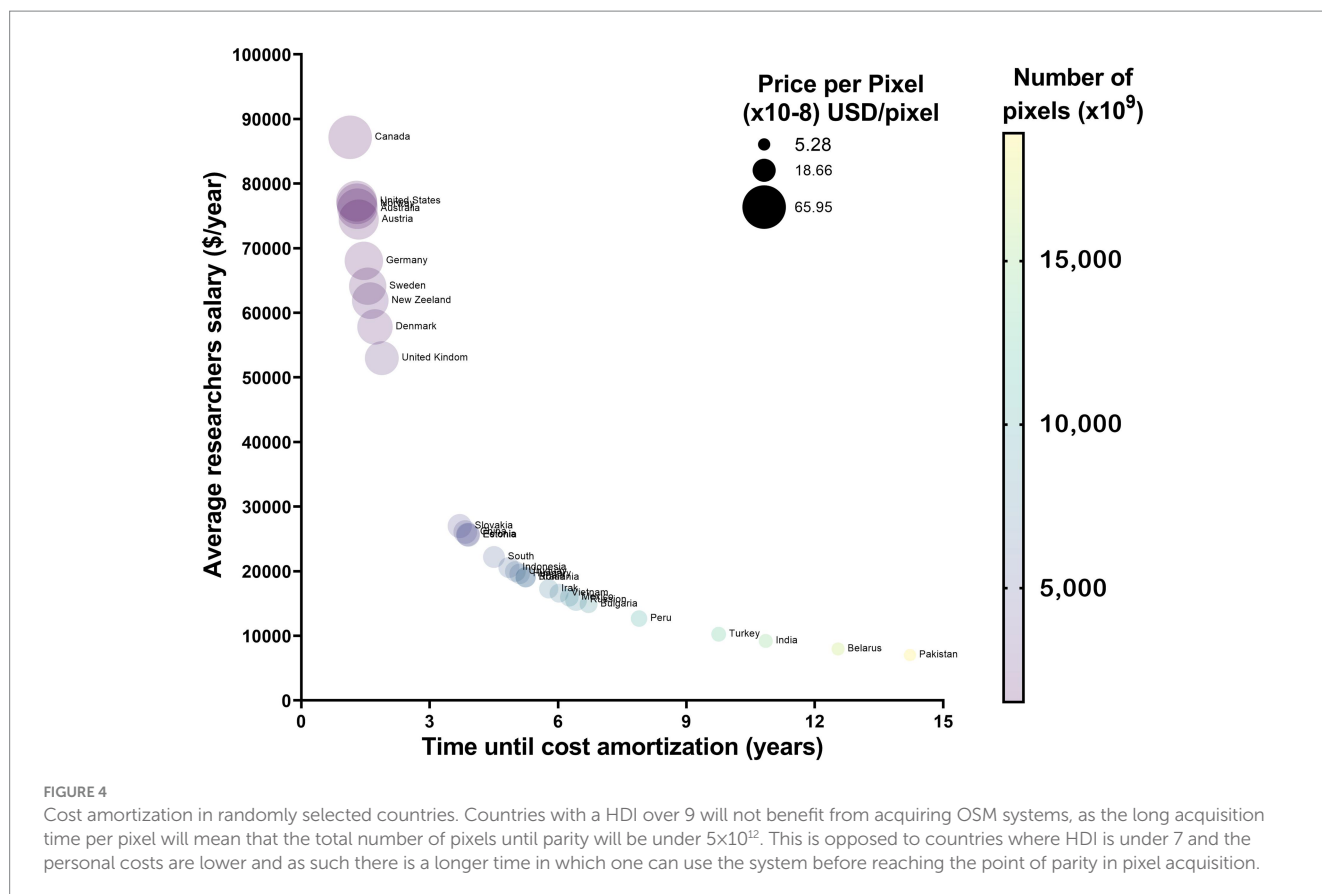 100000
90000
80000
70000
60000
50000
40000
30000
20000
10000
0
Average researchers salary ($/year)
0 3 6 9 12 15
Time until cost amortization (years)
Canada
United States
Norway
Australia
Austria
Germany
Sweden
New Zeeland
Denmark
United Kindom
Slovakia
China
Estonia
South
Indonesia
Irak
Vietnam
Mexico
Russion
Bulgaria
Peru
Turkey
India
Belarus
Pakistan
Price per Pixel
(x10-8) USD/pixel
5.28
18.66
65.95
Number of
pixels (x10⁹)
15,000
10,000
5,000
FIGURE 4
Cost amortization in randomly selected countries. Countries with a HDI over 9 will not benefit from acquiring OSM systems, as the long acquisition
time per pixel will mean that the total number of pixels until parity will be under 5×10¹². This is opposed to countries where HDI is under 7 and the
personal costs are lower and as such there is a longer time in which one can use the system before reaching the point of parity in pixel acquisition.